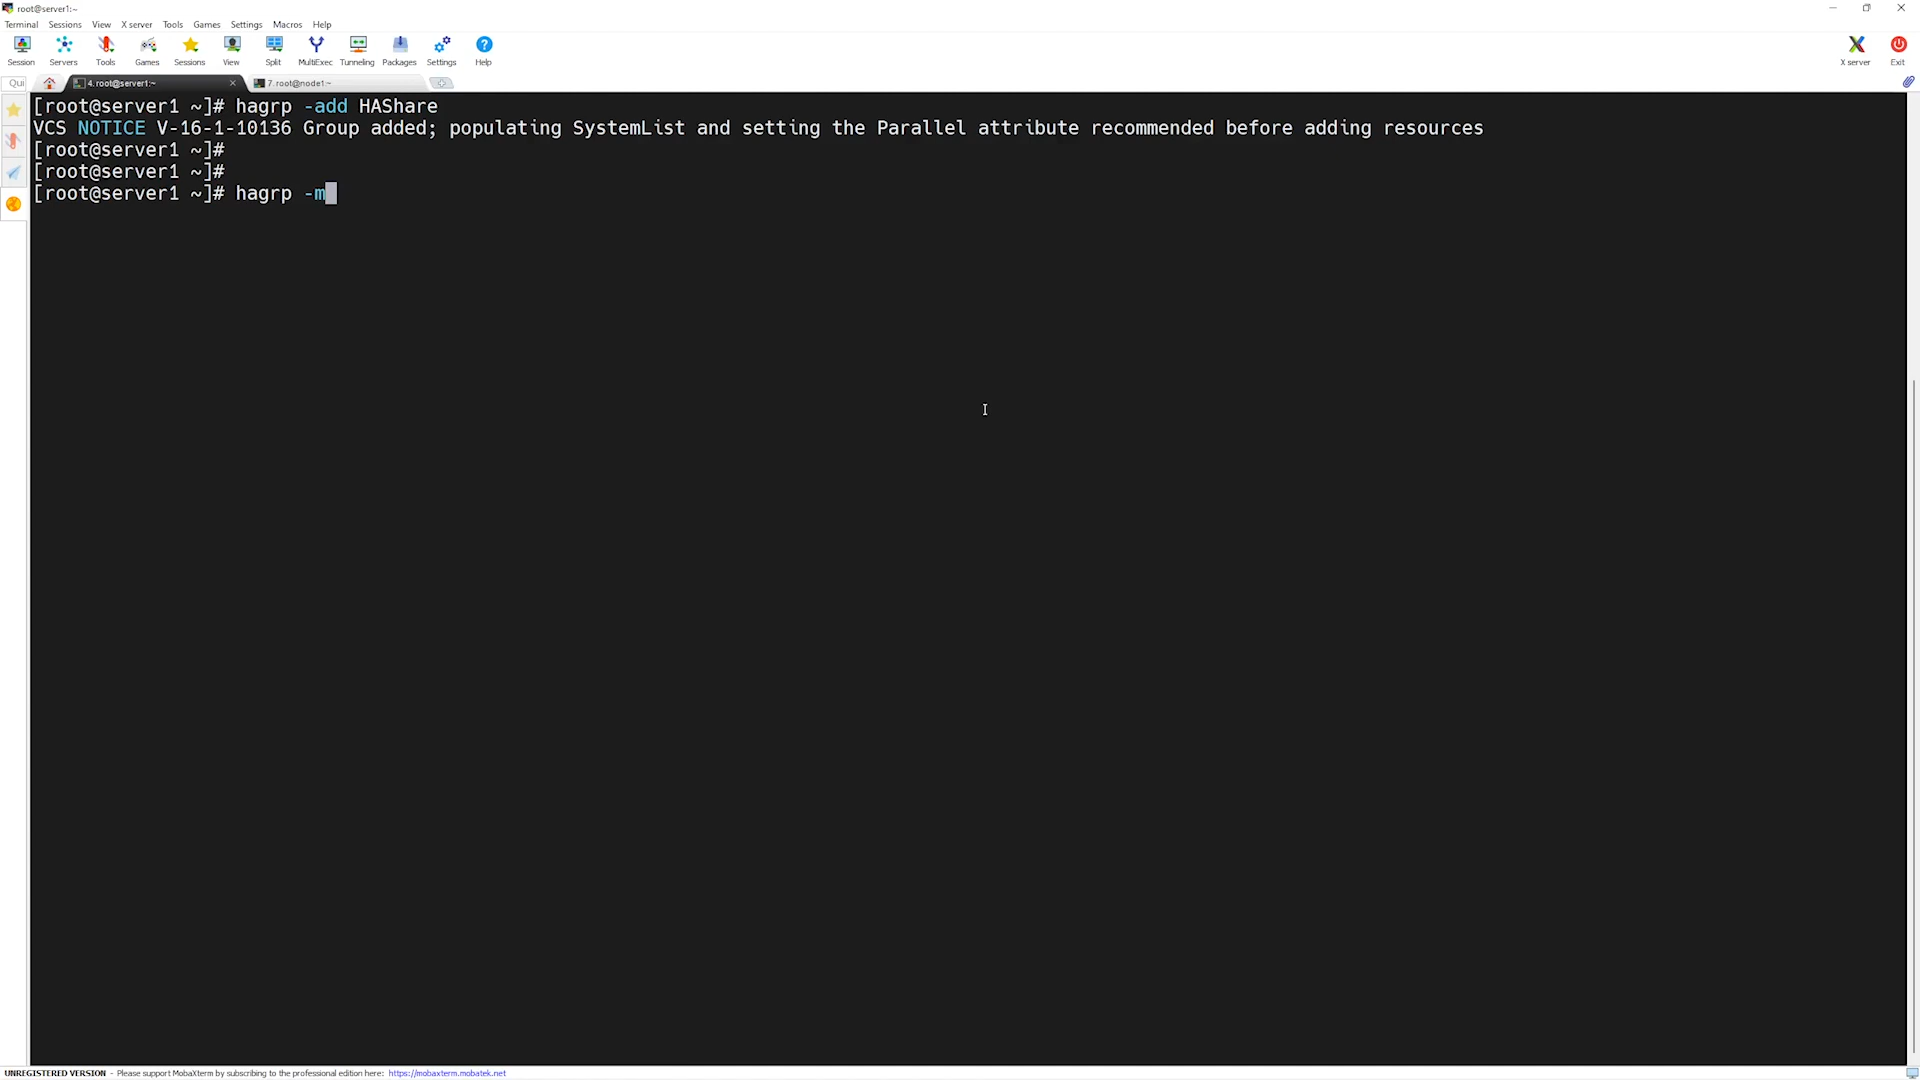 root@server1:~
Terminal Sessions View X server Tools Games Settings Macros Help
Session Servers Tools Games Sessions View Split MultiExec Tunneling Packages Settings Help X server Exit
Qui 4. root@server1:~ 7. root@node1:~
[root@server1 ~]# hagrp -add HAShare
VCS NOTICE V-16-1-10136 Group added; populating SystemList and setting the Parallel attribute recommended before adding resources
[root@server1 ~]#
[root@server1 ~]#
[root@server1 ~]# hagrp -m
UNREGISTERED VERSION - Please support MobaXterm by subscribing to the professional edition here: https://mobaxterm.mobatek.net